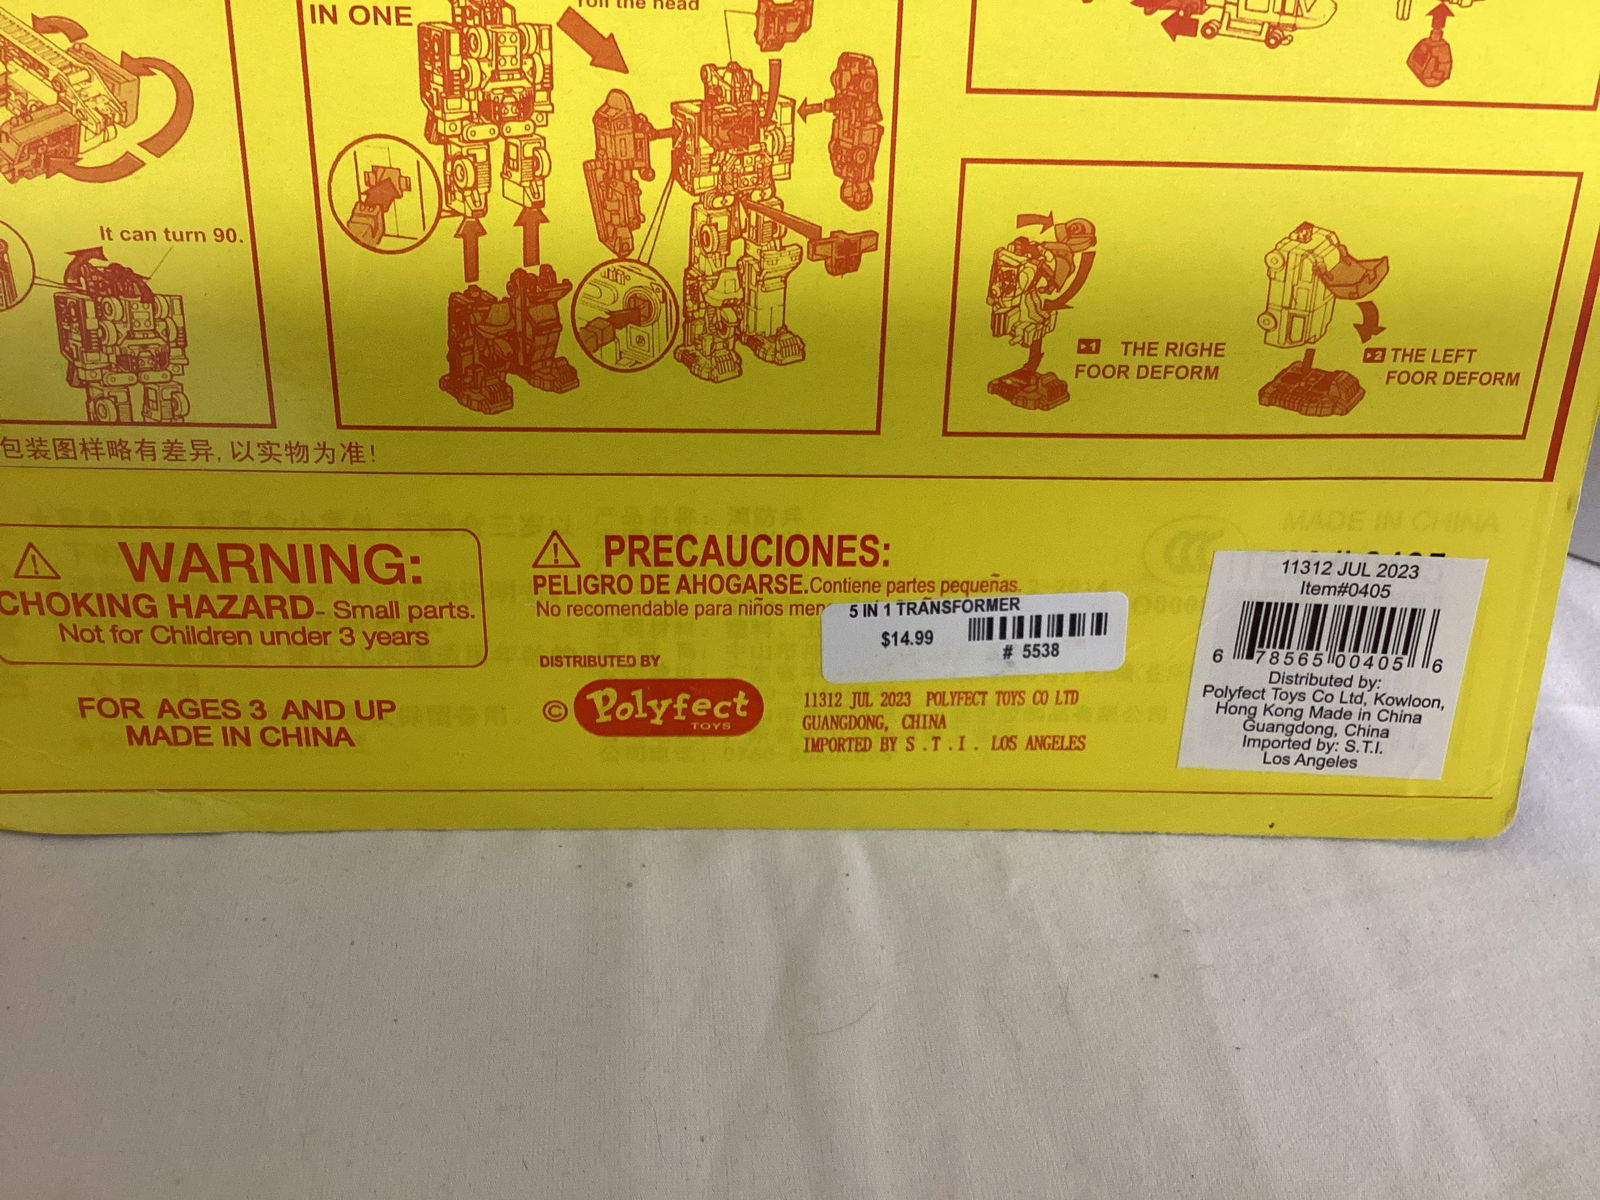 IN ONE
roll the head
It can turn 90.
1 THE RIGHE
FOOR DEFORM
2 THE LEFT
FOOR DEFORM
包装图样略有差异, 以实物为准!
WARNING:
CHOKING HAZARD- Small parts.
Not for Children under 3 years
FOR AGES 3 AND UP
MADE IN CHINA
PRECAUCIONES:
PELIGRO DE AHOGARSE. Contiene partes pequeñas.
No recomendable para niños
DISTRIBUTED BY
© Polyfect
TOYS
5 IN 1 TRANSFORMER
$14.99
# 5538
11312 JUL 2023 POLYFECT TOYS CO LTD
GUANGDONG, CHINA
IMPORTED BY S.T.I. LOS ANGELES
MADE IN CHINA
11312 JUL 2023
Item#0405
6 78565 00405 6
Distributed by:
Polyfect Toys Co Ltd, Kowloon,
Hong Kong Made in China
Guangdong, China
Imported by: S.T.I.
Los Angeles